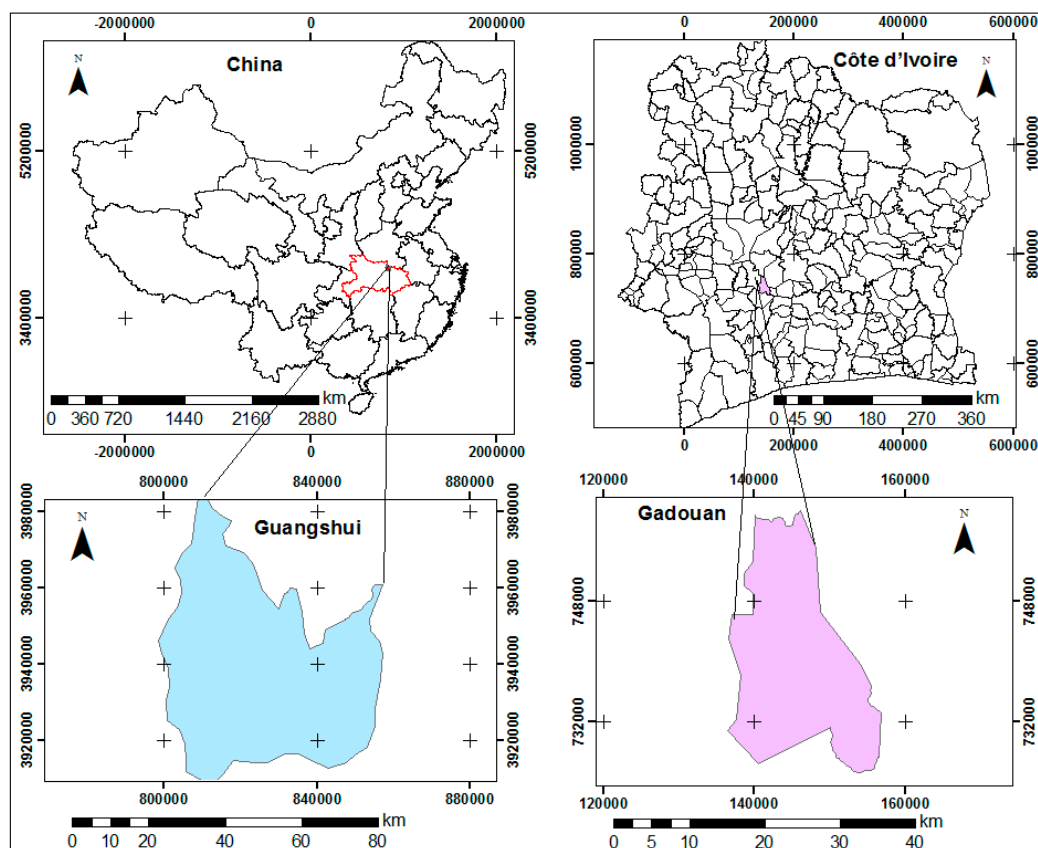 -2000000 0 2000000
N
China
5200000 5200000
3400000 3400000
km
0 360 720 1440 2160 2880
-2000000 0 2000000
0 200000 400000 600000
Côte d'Ivoire
N
1000000 1000000
800000 800000
600000 600000
km
0 45 90 180 270 360
0 200000 400000 600000
800000 840000 880000
N
Guangshui
3980000 3980000
3960000 3960000
3940000 3940000
3920000 3920000
800000 840000 880000
km
0 10 20 40 60 80
120000 140000 160000
Gadouan
N
748000 748000
732000 732000
120000 140000 160000
km
0 5 10 20 30 40